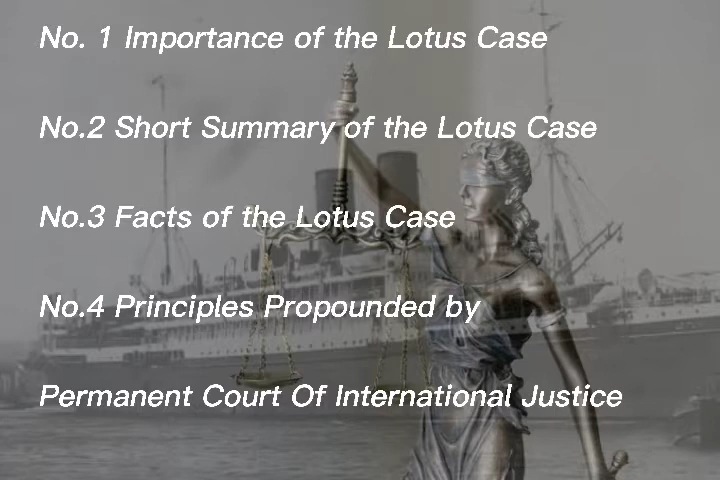 No. 1 Importance of the Lotus Case
No.2 Short Summary of the Lotus Case
No.3 Facts of the Lotus Case
No.4 Principles Propounded by
Permanent Court Of International Justice